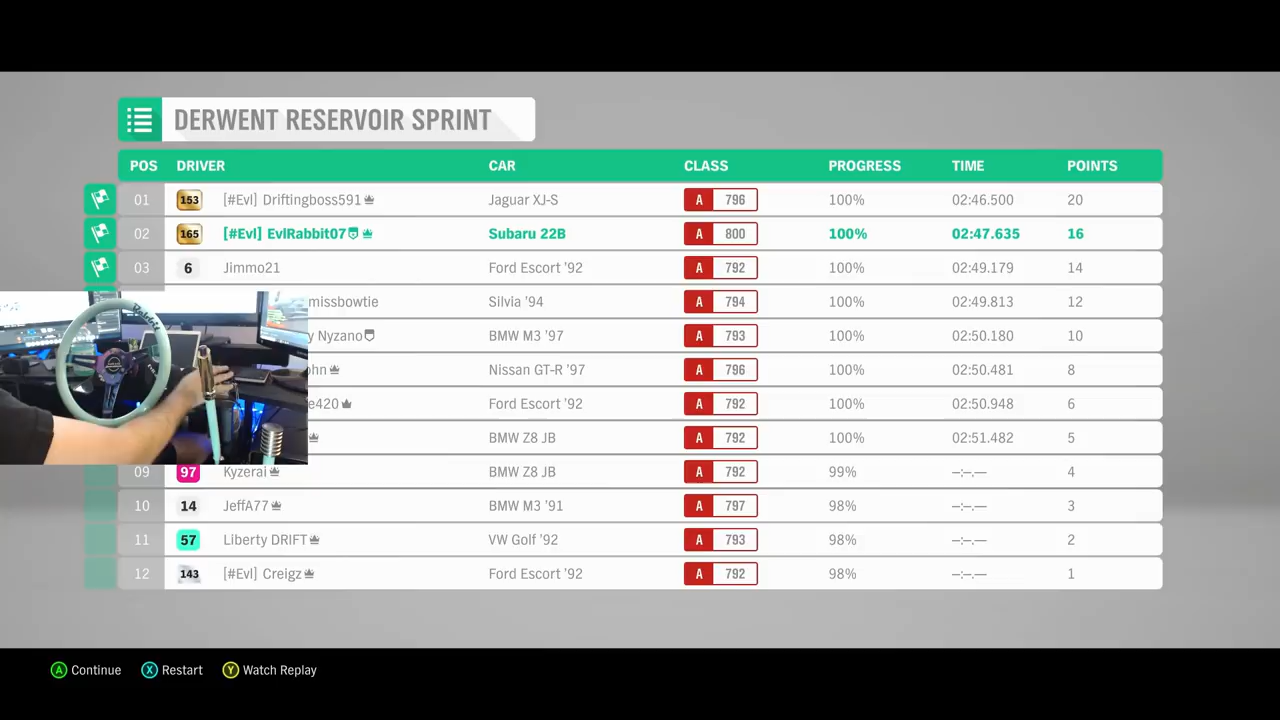 DERWENT RESERVOIR SPRINT
POS DRIVER CAR CLASS PROGRESS TIME POINTS
01 153 [#Evl] Driftingboss591 Jaguar XJ-S A 796 100% 02:46.500 20
02 165 [#Evl] EvlRabbit07 Subaru 22B A 800 100% 02:47.635 16
03 6 Jimmo21 Ford Escort '92 A 792 100% 02:49.179 14
missbowtie Silvia '94 A 794 100% 02:49.813 12
y Nyzano BMW M3 '97 A 793 100% 02:50.180 10
ohn Nissan GT-R '97 A 796 100% 02:50.481 8
e420 Ford Escort '92 A 792 100% 02:50.948 6
BMW Z8 JB A 792 100% 02:51.482 5
09 97 Kyzerai BMW Z8 JB A 792 99% --:--.--- 4
10 14 JeffA77 BMW M3 '91 A 797 98% --:--.--- 3
11 57 Liberty DRIFT VW Golf '92 A 793 98% --:--.--- 2
12 143 [#Evl] Creigz Ford Escort '92 A 792 98% --:--.--- 1
A Continue X Restart Y Watch Replay